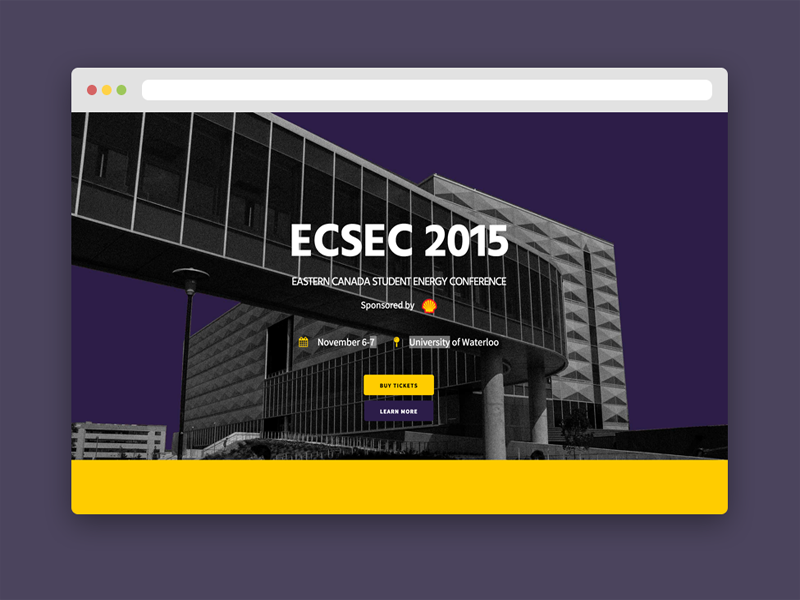 ECSEC 2015
EASTERN CANADA STUDENT ENERGY CONFERENCE
Sponsored by
November 6-7 University of Waterloo
BUY TICKETS
LEARN MORE